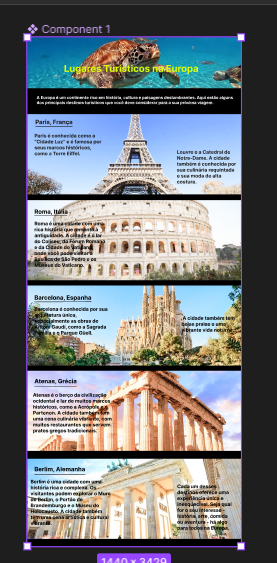 Component 1
Lugares Turísticos na Europa
A Europa é um continente rico em história, cultura e paisagens deslumbrantes. Aqui estão alguns
dos principais destinos turísticos que você deve considerar para a sua próxima viagem.
Paris, França
Paris é conhecida como a
"Cidade Luz" e é famosa por
seus marcos históricos,
como a Torre Eiffel.
Louvre e a Catedral de
Notre-Dame. A cidade
também é conhecida por
sua culinária requintada
e sua moda de alta
costura.
Roma, Itália
Roma é uma cidade com uma
rica história que remonta à
antiguidade. A cidade é o lar
do Coliseu, do Fórum Romano
e da Cidade do Vaticano,
onde você pode visitar a
Basílica de São Pedro e os
Museus do Vaticano.
Barcelona, Espanha
Barcelona é conhecida por sua
arquitetura única,
especialmente as obras de
Antoni Gaudí, como a Sagrada
Família e o Parque Güell.
A cidade também tem
belas praias e uma
vibrante vida noturna.
Atenas, Grécia
Atenas é o berço da civilização
ocidental e lar de muitos marcos
históricos, como a Acrópole e o
Partenon. A cidade também tem
uma cena culinária vibrante, com
muitos restaurantes que servem
pratos gregos tradicionais.
Berlim, Alemanha
Berlim é uma cidade com uma
história rica e complexa. Os
visitantes podem explorar o Muro
de Berlim, o Portão de
Brandemburgo e o Museu do
Holocausto. A cidade também
tem uma cena artística e cultural
vibrante.
Cada um desses
destinos oferece uma
experiência única e
inesquecível. Seja qual
for o seu interesse -
história, arte, domínio
ou aventura - há algo
para todos na Europa.
1440 × 3429